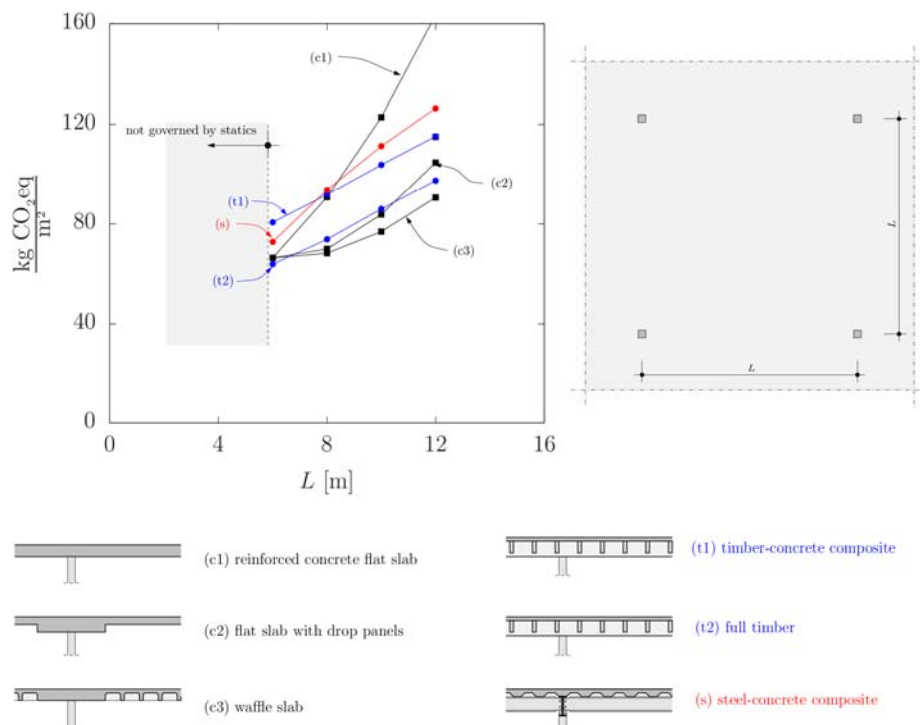 160
120
80
40
0
0
4
8
12
16
kg CO₂eq
m²
L [m]
not governed by statics
(c1)
(t1)
(s)
(t2)
(c2)
(c3)
L
L
(c1) reinforced concrete flat slab
(c2) flat slab with drop panels
(c3) waffle slab
(t1) timber-concrete composite
(t2) full timber
(s) steel-concrete composite